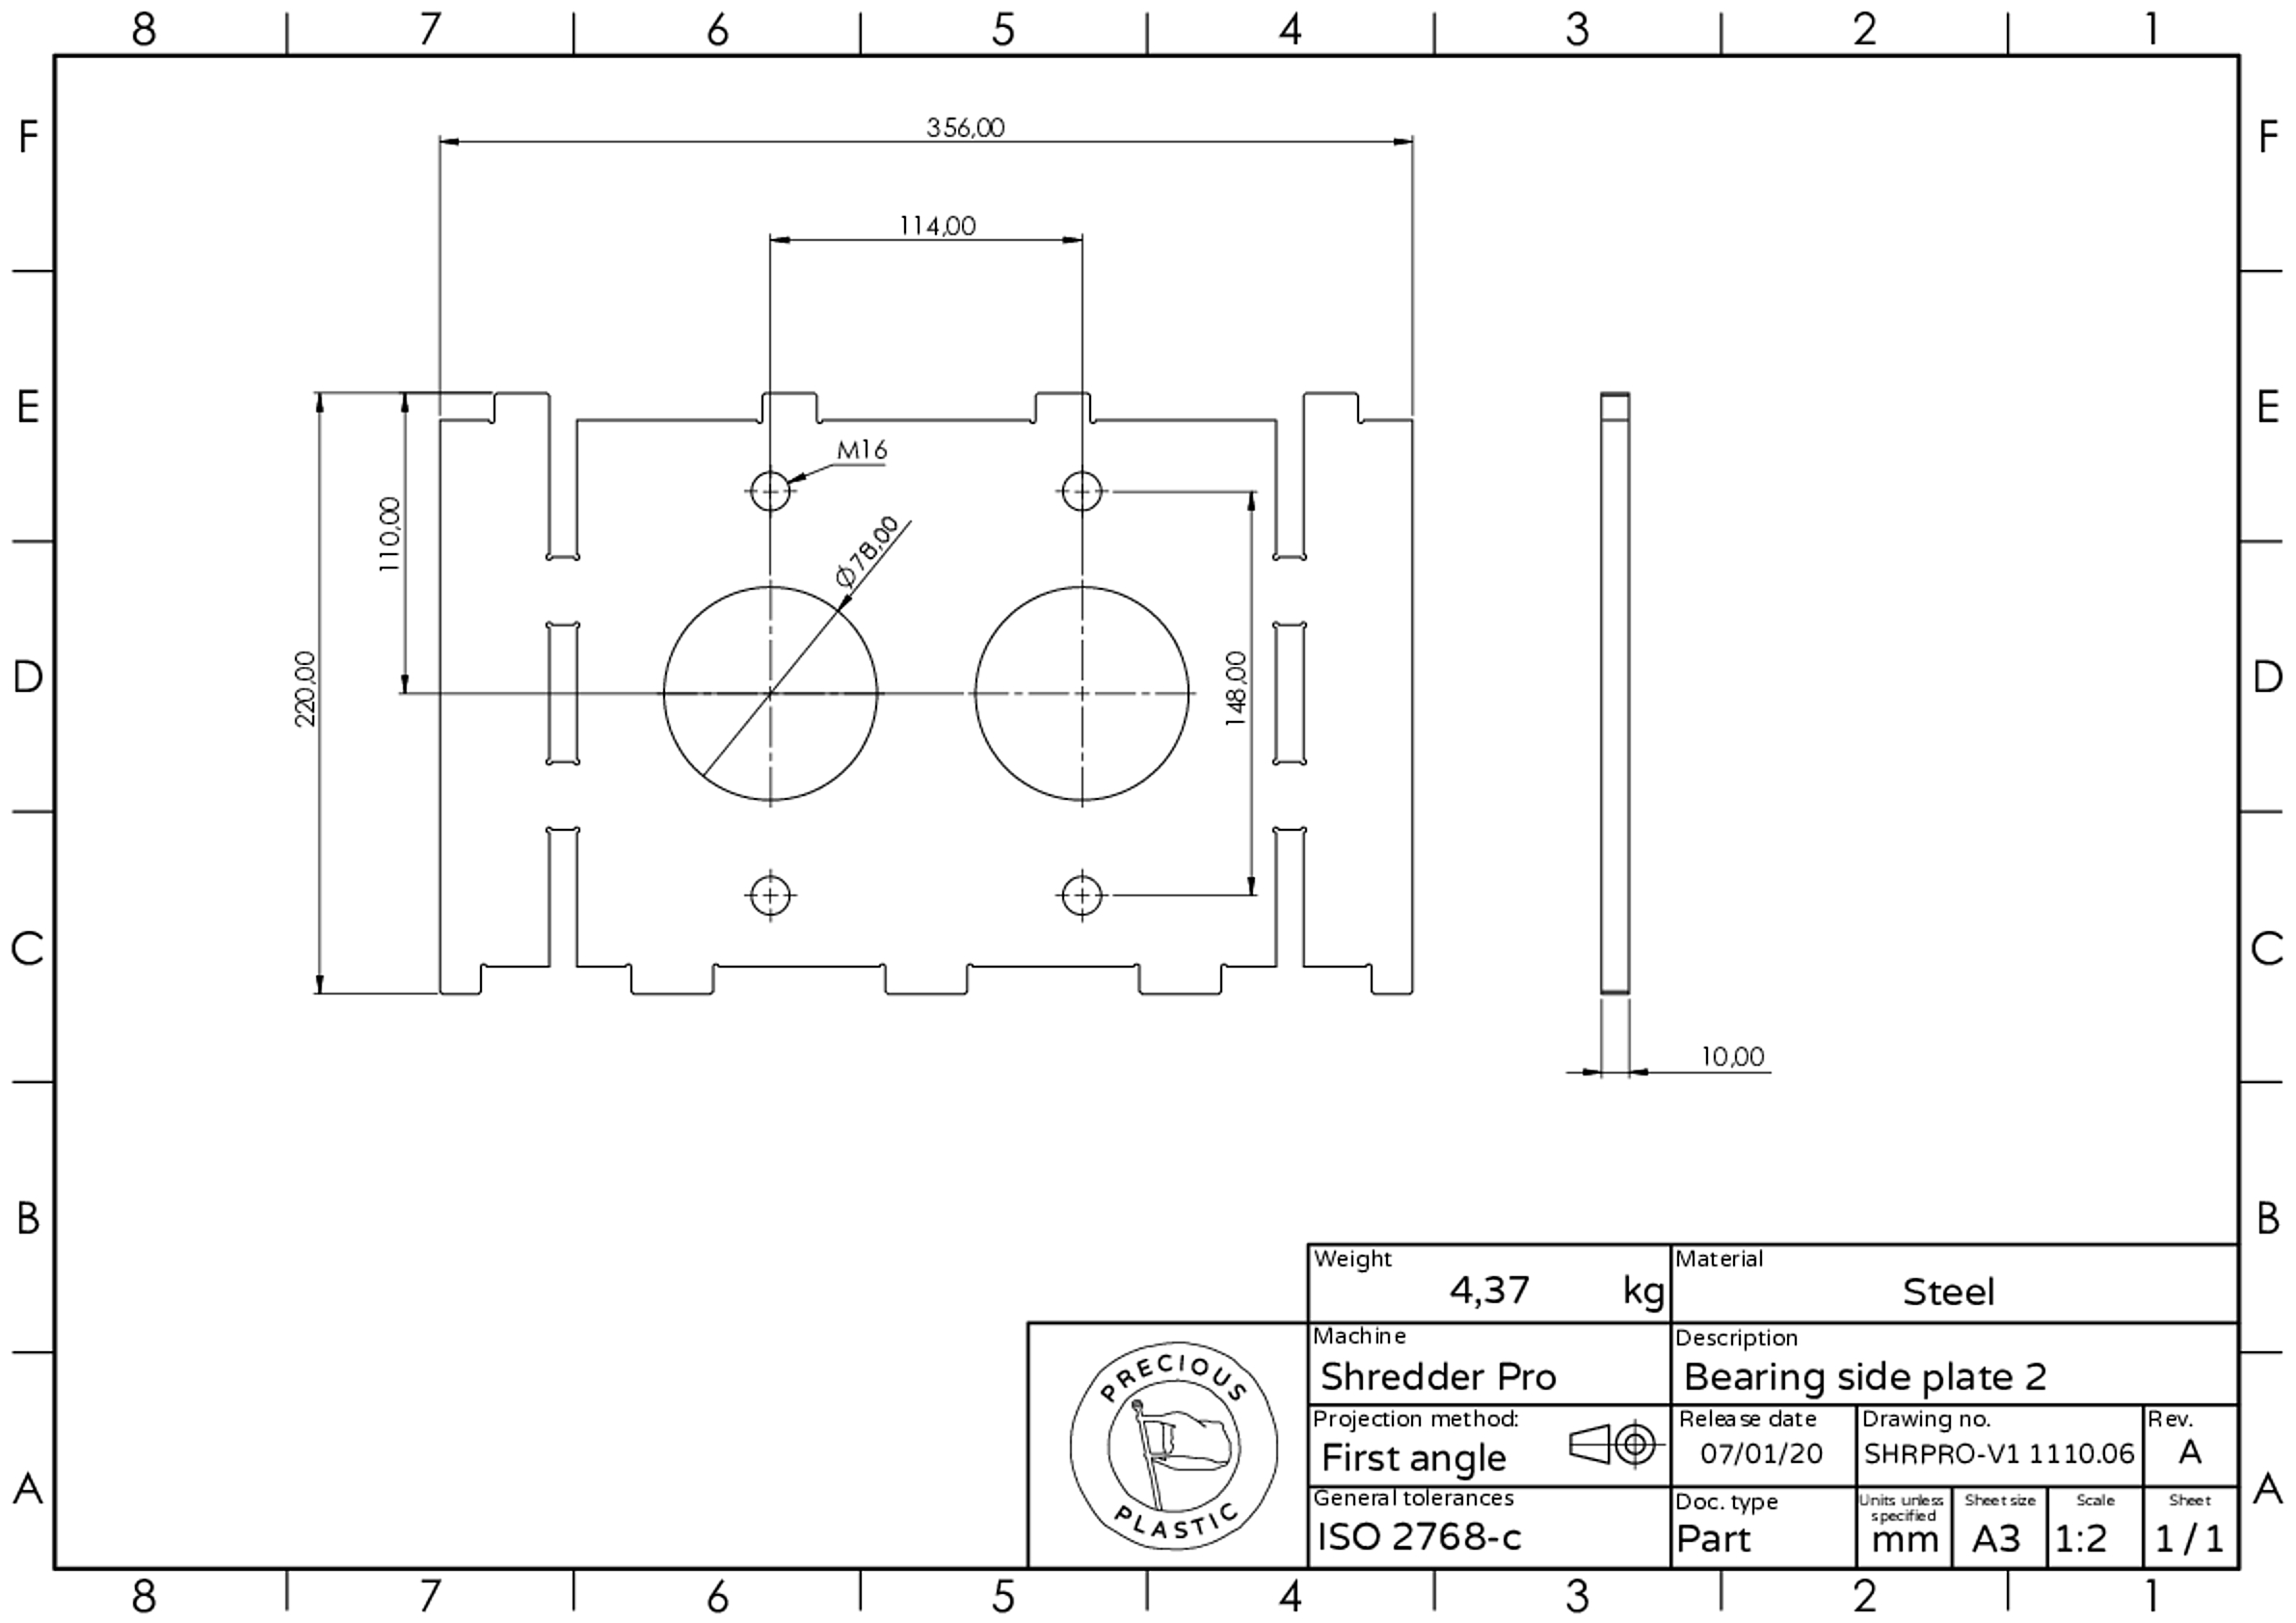 8 7 6 5 4 3 2 1
F F
356,00
114,00
E E
M16
110,00
Ø78,00
D D
220,00
148,00
C C
10,00
B B
Weight
4,37 kg
Material
Steel
Machine
Shredder Pro
Description
Bearing side plate 2
PRECIOUS
PLASTIC
Projection method:
First angle
Release date
07/01/20
Drawing no.
SHRPRO-V1 1110.06
Rev.
A
A A
General tolerances
ISO 2768-c
Doc. type
Part
Units unless
specified
mm
Sheet size
A3
Scale
1:2
Sheet
1 / 1
8 7 6 5 4 3 2 1